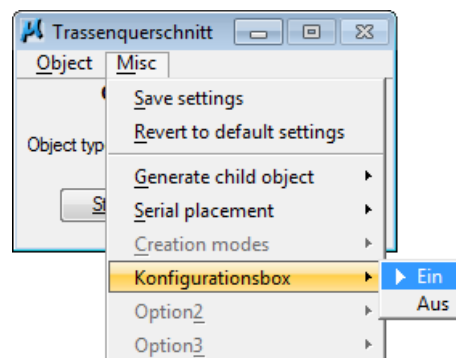 Trassenquerschnitt
Object Misc
Save settings
Revert to default settings
Object typ
Generate child object
St
Serial placement
Creation modes
Konfigurationsbox
Ein
Aus
Option2
Option3